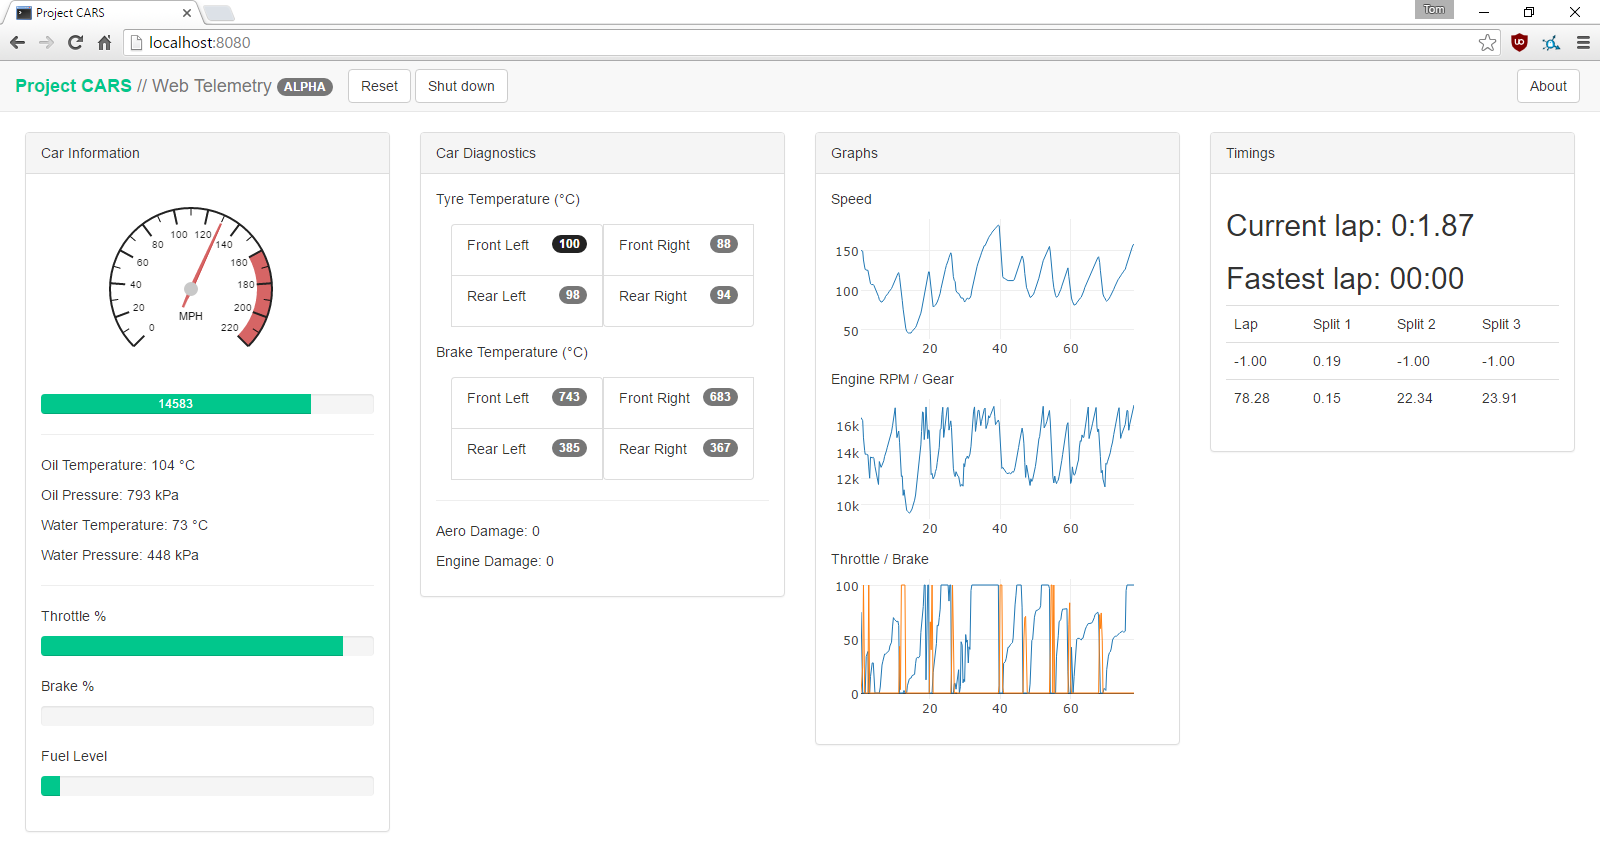 Project CARS
Tom
localhost:8080
Project CARS // Web Telemetry ALPHA Reset Shut down About
Car Information
0 20 40 60 80 100 120 140 160 180 200 220
MPH
14583
Oil Temperature: 104 °C
Oil Pressure: 793 kPa
Water Temperature: 73 °C
Water Pressure: 448 kPa
Throttle %
Brake %
Fuel Level
Car Diagnostics
Tyre Temperature (°C)
Front Left 100 Front Right 88
Rear Left 98 Rear Right 94
Brake Temperature (°C)
Front Left 743 Front Right 683
Rear Left 385 Rear Right 367
Aero Damage: 0
Engine Damage: 0
Graphs
Speed
150
100
50
20 40 60
Engine RPM / Gear
16k
14k
12k
10k
20 40 60
Throttle / Brake
100
50
0
20 40 60
Timings
Current lap: 0:1.87
Fastest lap: 00:00
Lap Split 1 Split 2 Split 3
-1.00 0.19 -1.00 -1.00
78.28 0.15 22.34 23.91